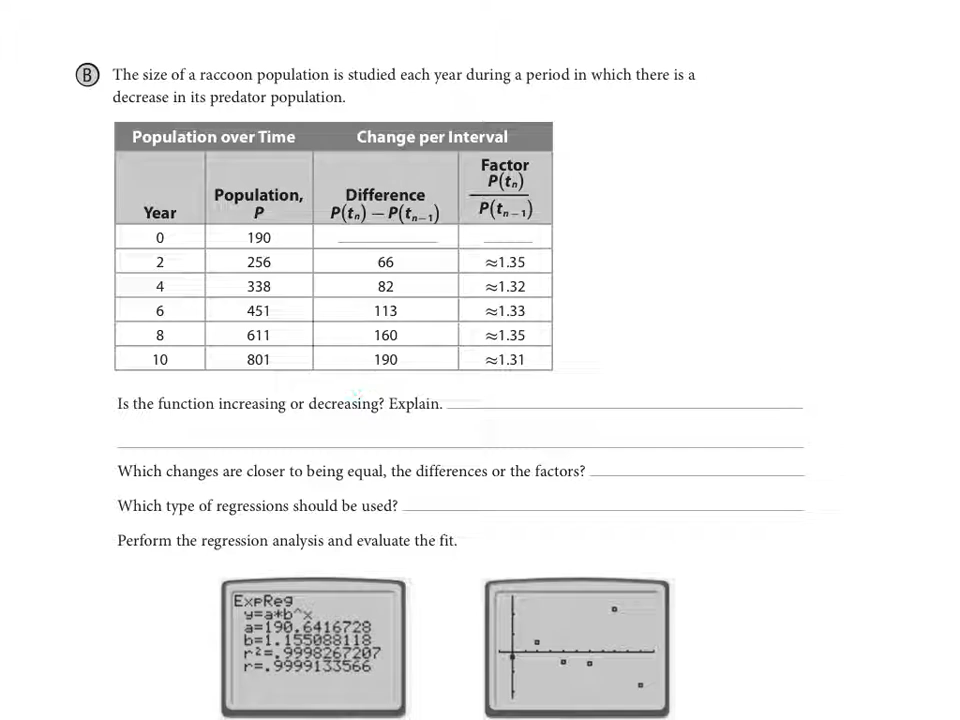 B The size of a raccoon population is studied each year during a period in which there is a
decrease in its predator population.
Population over Time Change per Interval
Year Population, P Difference P(tₙ) − P(tₙ₋₁) Factor P(tₙ) / P(tₙ₋₁)
0 190
2 256 66 ≈1.35
4 338 82 ≈1.32
6 451 113 ≈1.33
8 611 160 ≈1.35
10 801 190 ≈1.31
Is the function increasing or decreasing? Explain.
Which changes are closer to being equal, the differences or the factors?
Which type of regressions should be used?
Perform the regression analysis and evaluate the fit.
ExpReg
y=a*b^x
a=190.6416728
b=1.155088118
r²=.9998267207
r=.9999133566